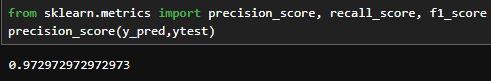 from sklearn.metrics import precision_score, recall_score, f1_score
precision_score(y_pred,ytest)
0.972972972972973